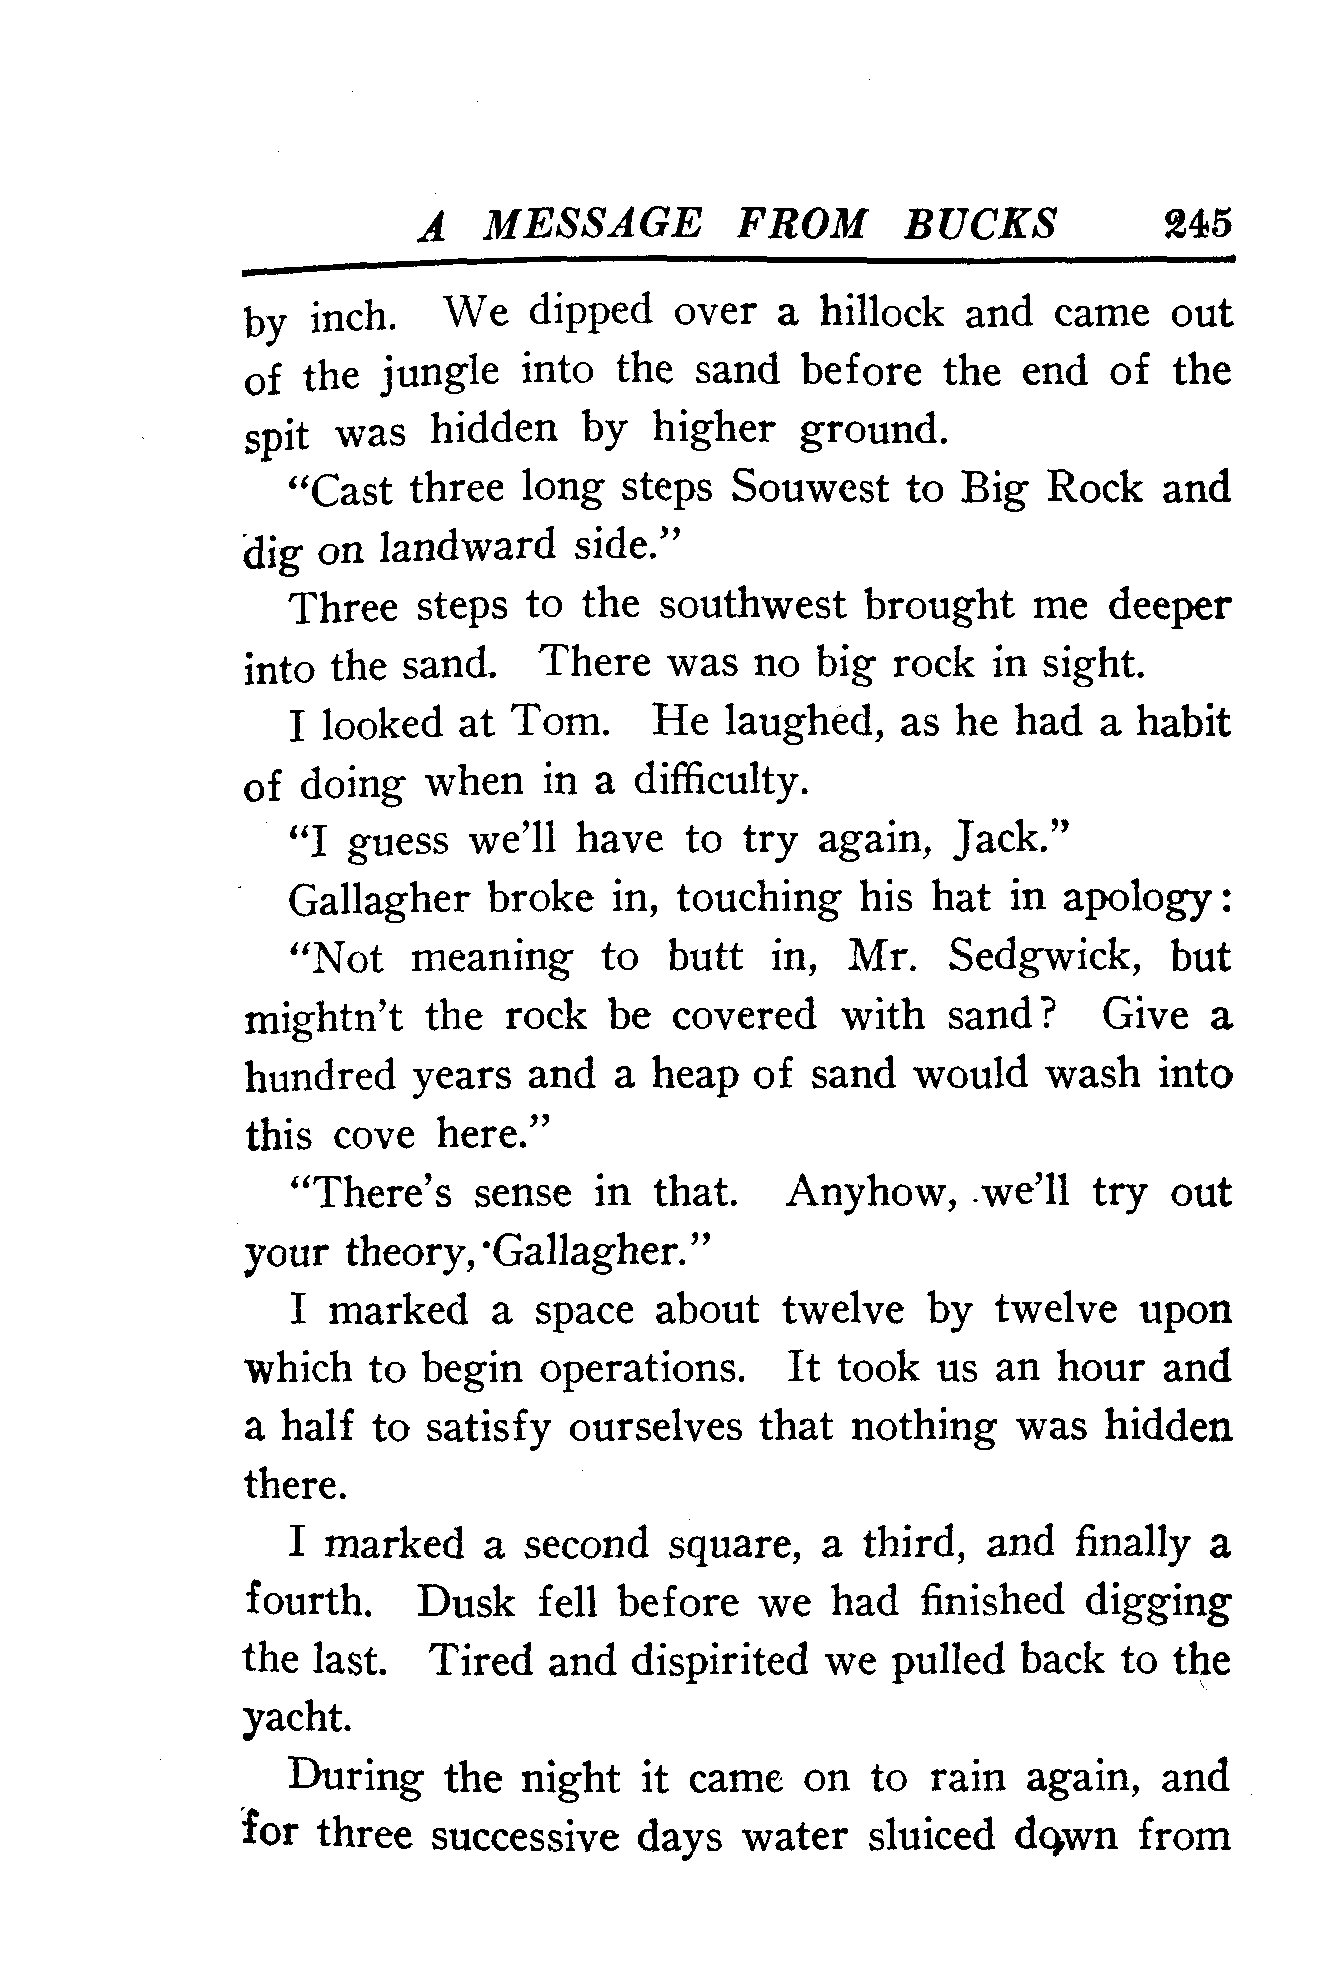 A MESSAGE FROM BUCKS 245
by inch. We dipped over a hillock and came out
of the jungle into the sand before the end of the
spit was hidden by higher ground.
“Cast three long steps Souwest to Big Rock and
dig on landward side.”
Three steps to the southwest brought me deeper
into the sand. There was no big rock in sight.
I looked at Tom. He laughed, as he had a habit
of doing when in a difficulty.
“I guess we’ll have to try again, Jack.”
Gallagher broke in, touching his hat in apology:
“Not meaning to butt in, Mr. Sedgwick, but
mightn’t the rock be covered with sand? Give a
hundred years and a heap of sand would wash into
this cove here.”
“There’s sense in that. Anyhow, we’ll try out
your theory, Gallagher.”
I marked a space about twelve by twelve upon
which to begin operations. It took us an hour and
a half to satisfy ourselves that nothing was hidden
there.
I marked a second square, a third, and finally a
fourth. Dusk fell before we had finished digging
the last. Tired and dispirited we pulled back to the
yacht.
During the night it came on to rain again, and
for three successive days water sluiced down from